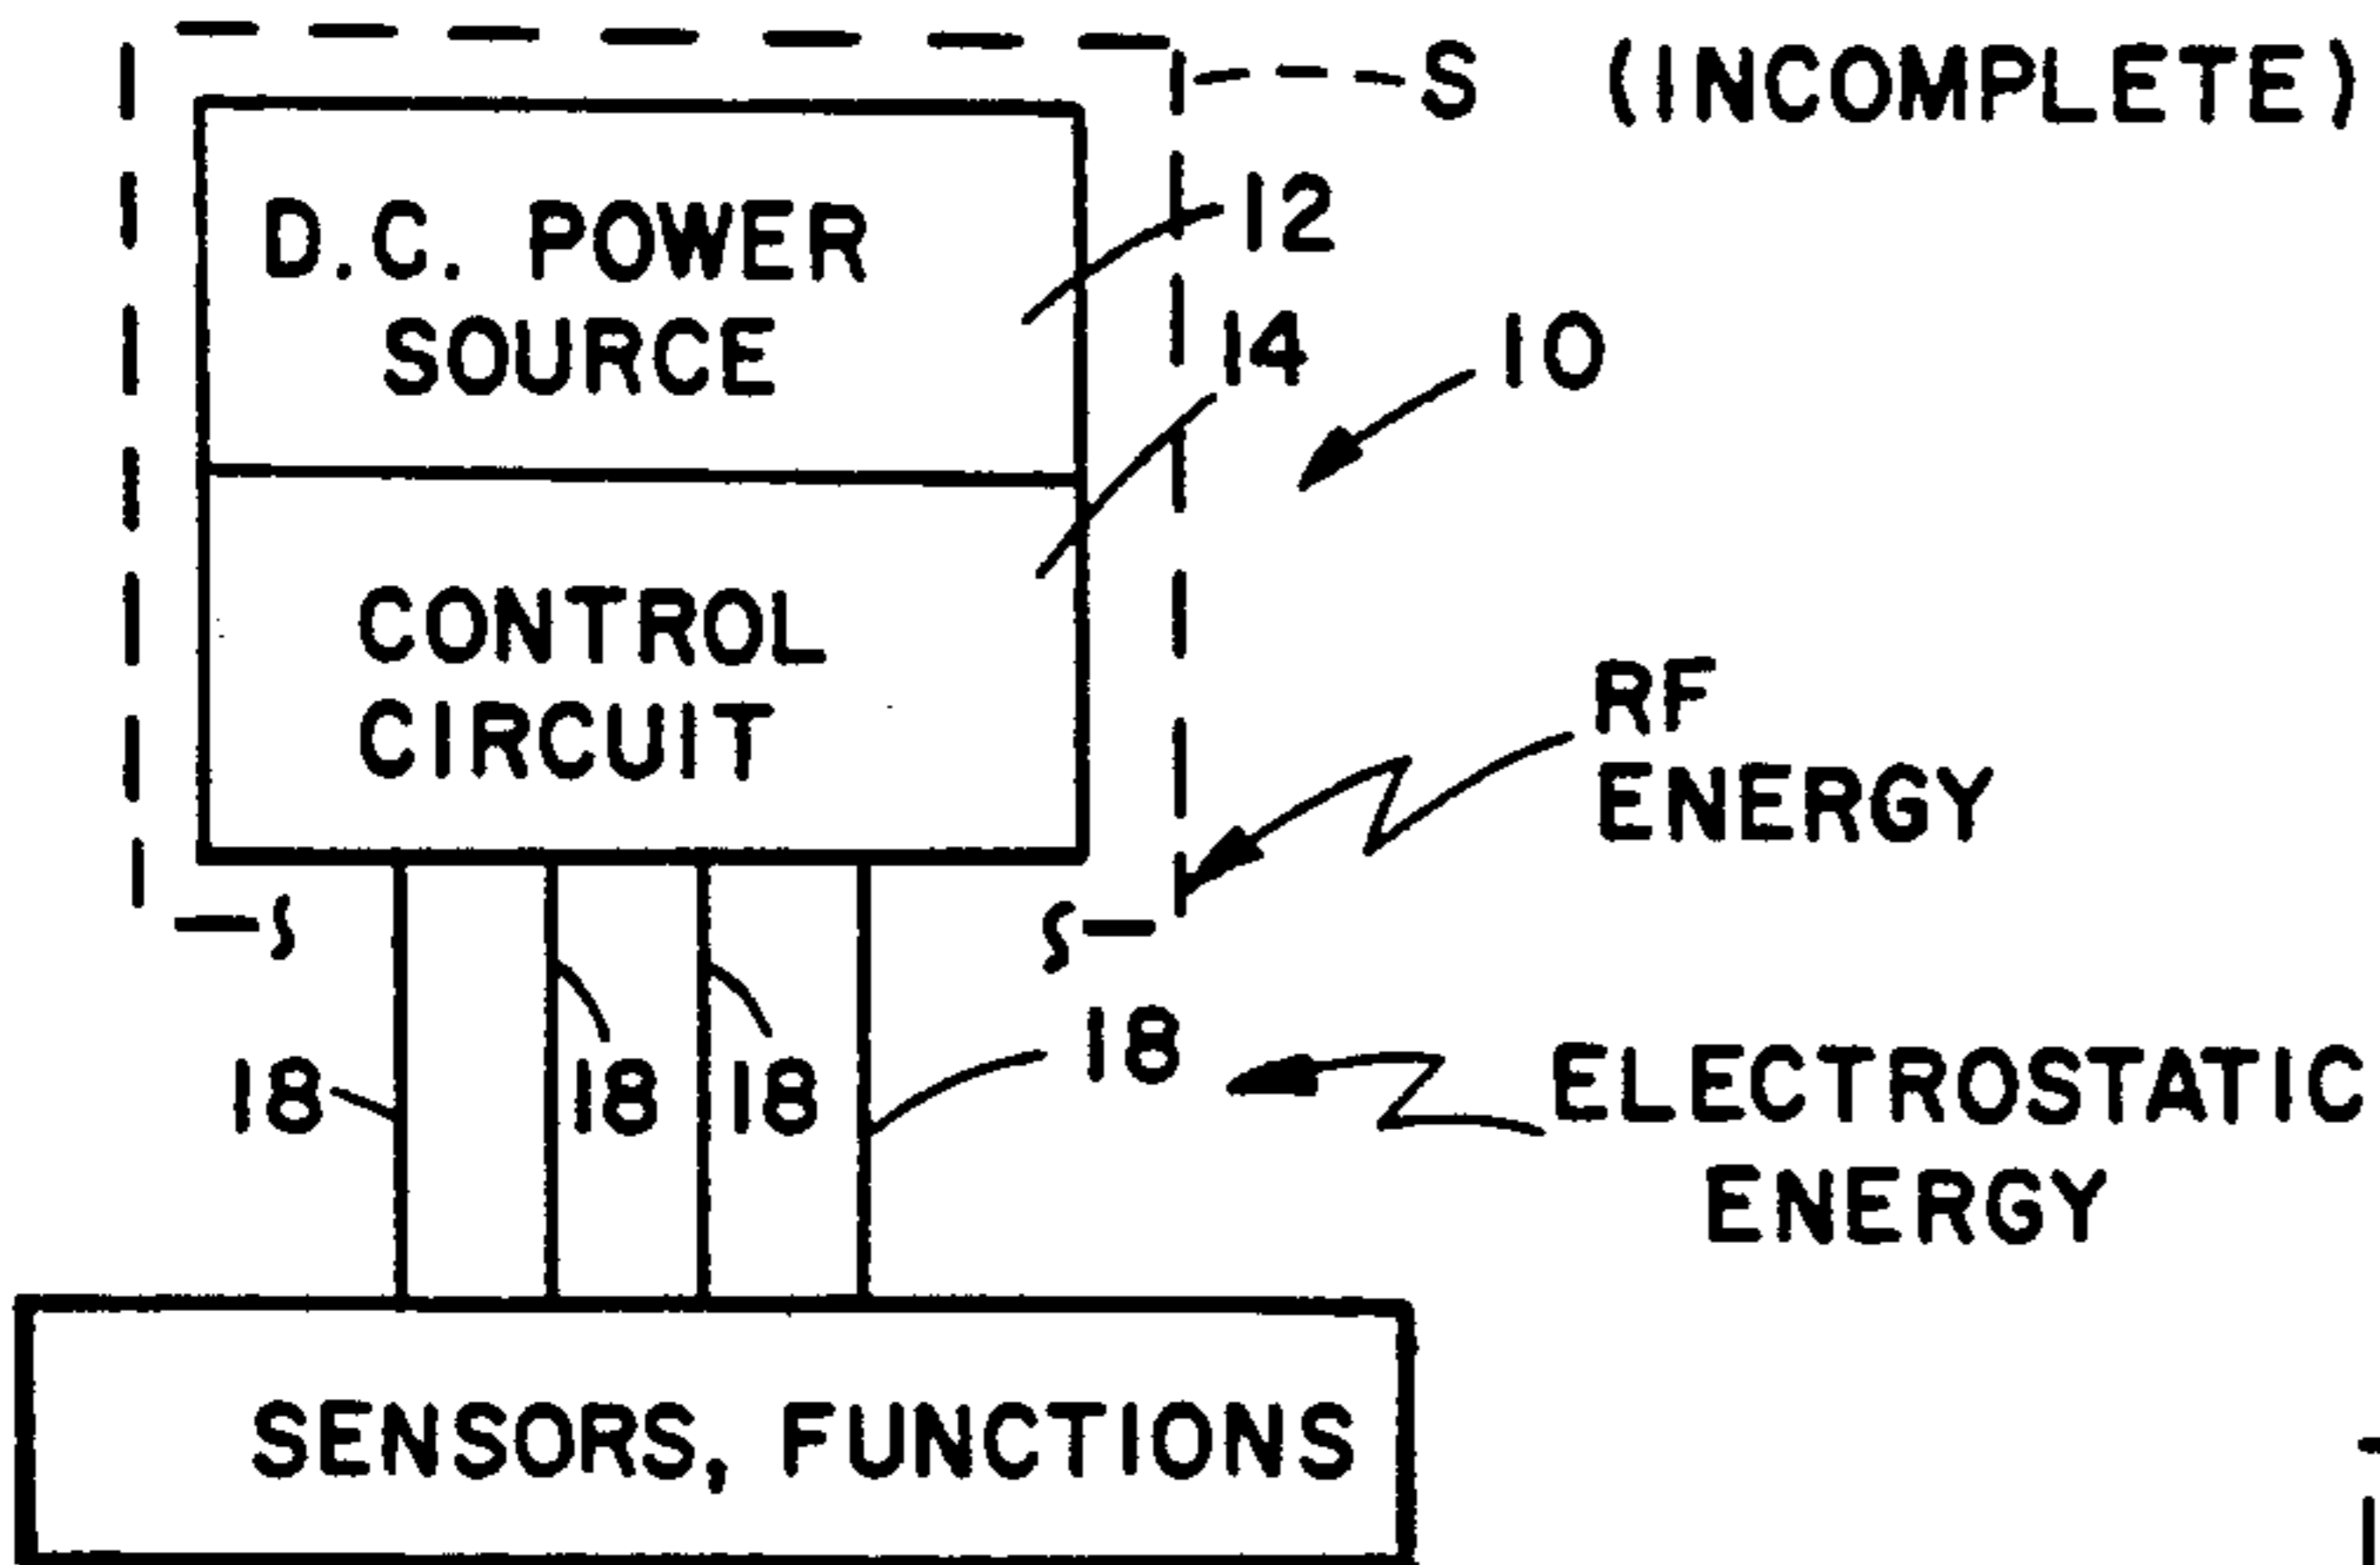 S (INCOMPLETE)
D.C. POWER
SOURCE
12
14
10
CONTROL
CIRCUIT
RF
ENERGY
18
18
18
18
ELECTROSTATIC
ENERGY
SENSORS, FUNCTIONS